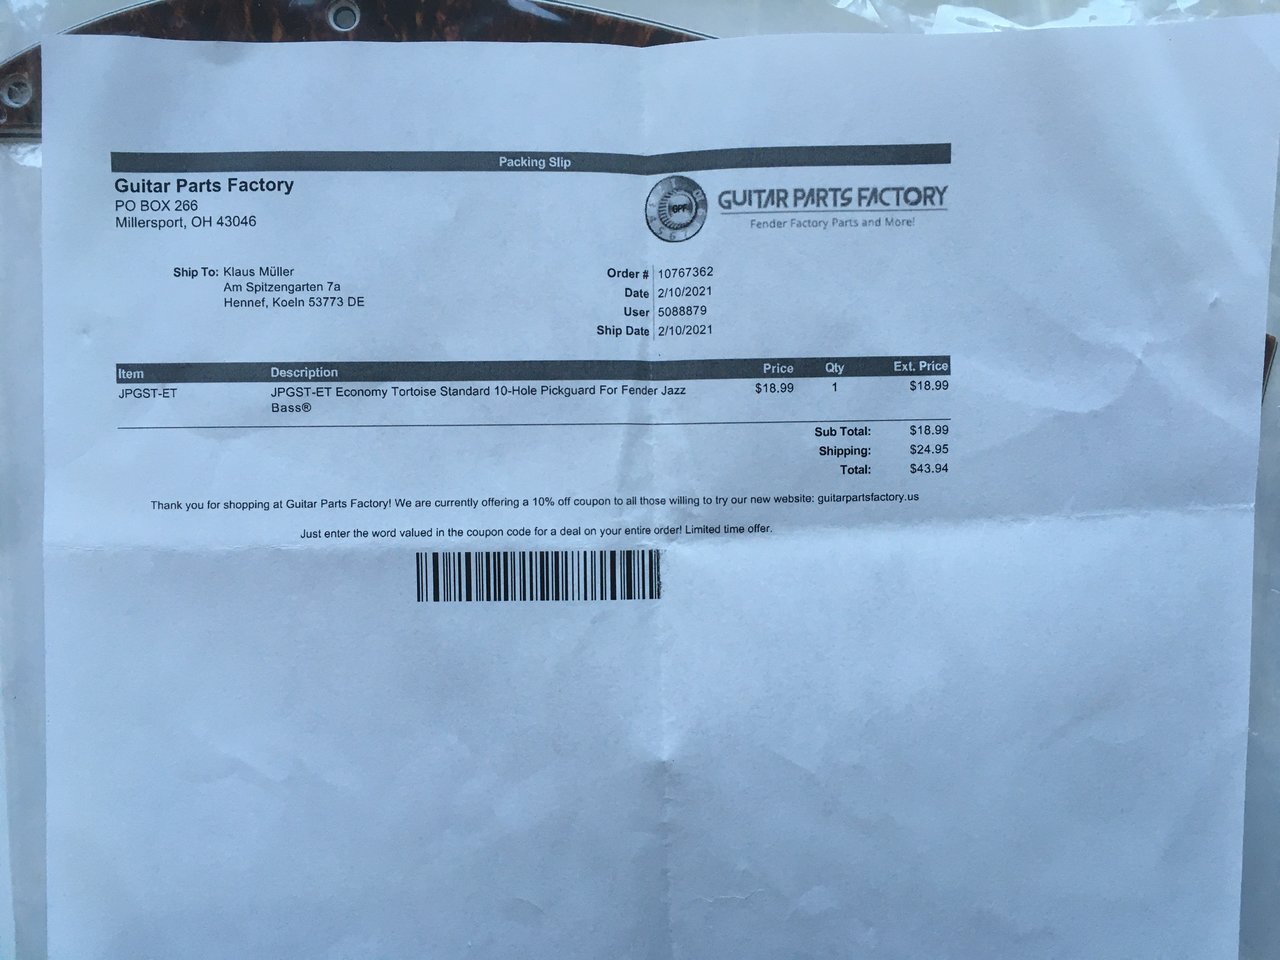 Packing Slip
Guitar Parts Factory
PO BOX 266
Millersport, OH 43046
GPF
GUITAR PARTS FACTORY
Fender Factory Parts and More!
Ship To: Klaus Müller
Am Spitzengarten 7a
Hennef, Koeln 53773 DE
Order # 10767362
Date 2/10/2021
User 5088879
Ship Date 2/10/2021
Item Description Price Qty Ext. Price
JPGST-ET JPGST-ET Economy Tortoise Standard 10-Hole Pickguard For Fender Jazz $18.99 1 $18.99
Bass®
Sub Total: $18.99
Shipping: $24.95
Total: $43.94
Thank you for shopping at Guitar Parts Factory! We are currently offering a 10% off coupon to all those willing to try our new website: guitarpartsfactory.us
Just enter the word valued in the coupon code for a deal on your entire order! Limited time offer.